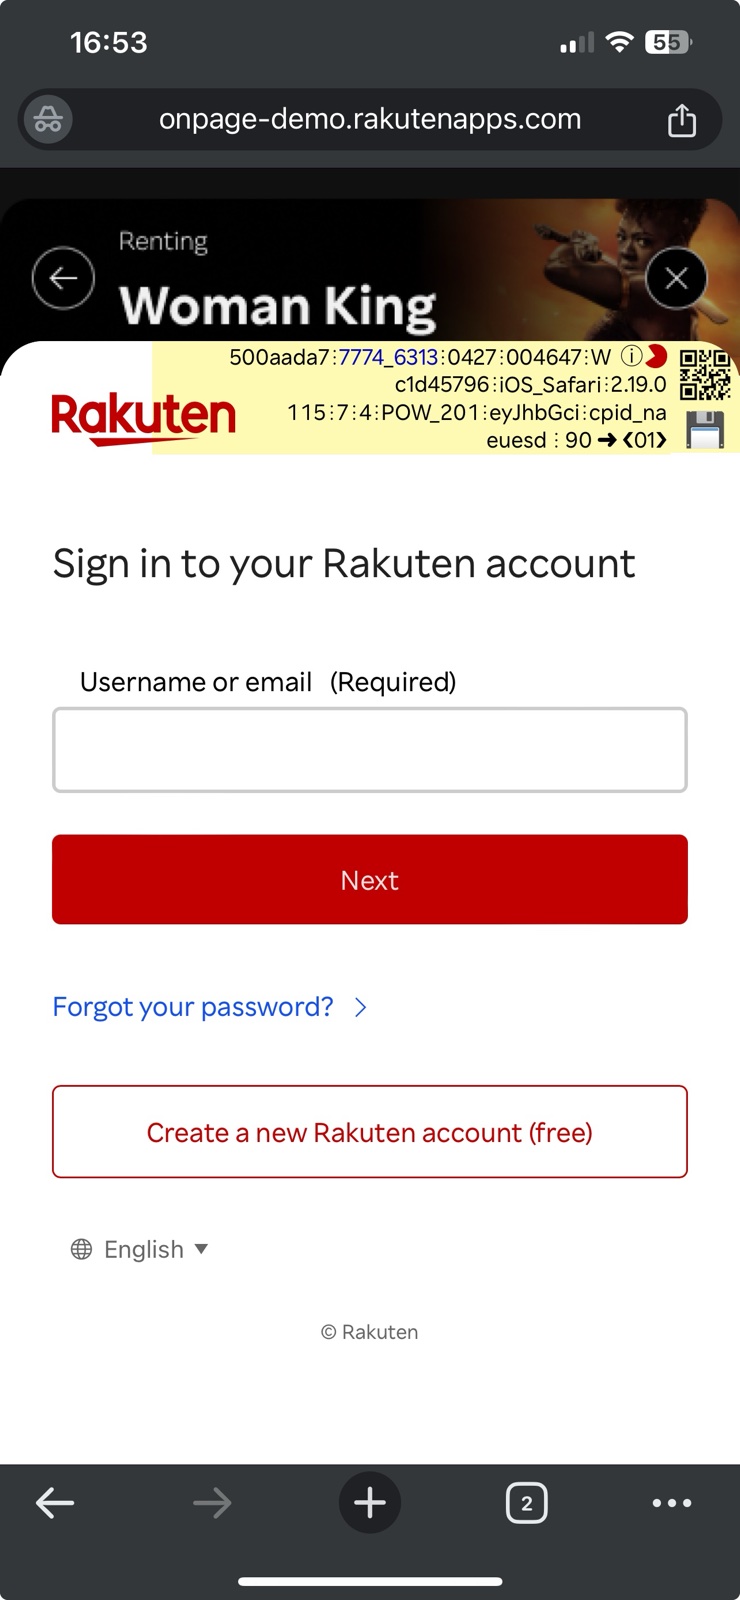 16:53
55
onpage-demo.rakutenapps.com
Renting
Woman King
500aada7:7774_6313:0427:004647:W
c1d45796:iOS_Safari:2.19.0
115:7:4:POW_201:eyJhbGci:cpid_na
euesd : 90 ➜ ❮01❯
Rakuten
Sign in to your Rakuten account
Username or email (Required)
Next
Forgot your password?
Create a new Rakuten account (free)
English
© Rakuten
2